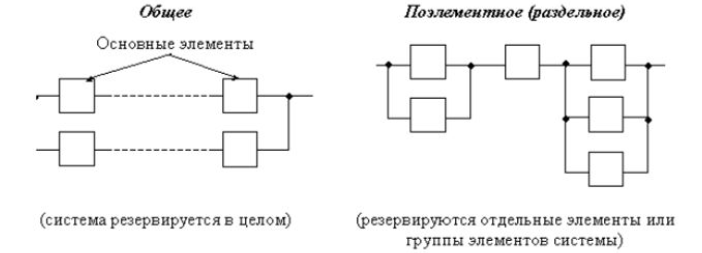 Общее
Поэлементное (раздельное)
Основные элементы
(система резервируется в целом)
(резервируются отдельные элементы или
группы элементов системы)